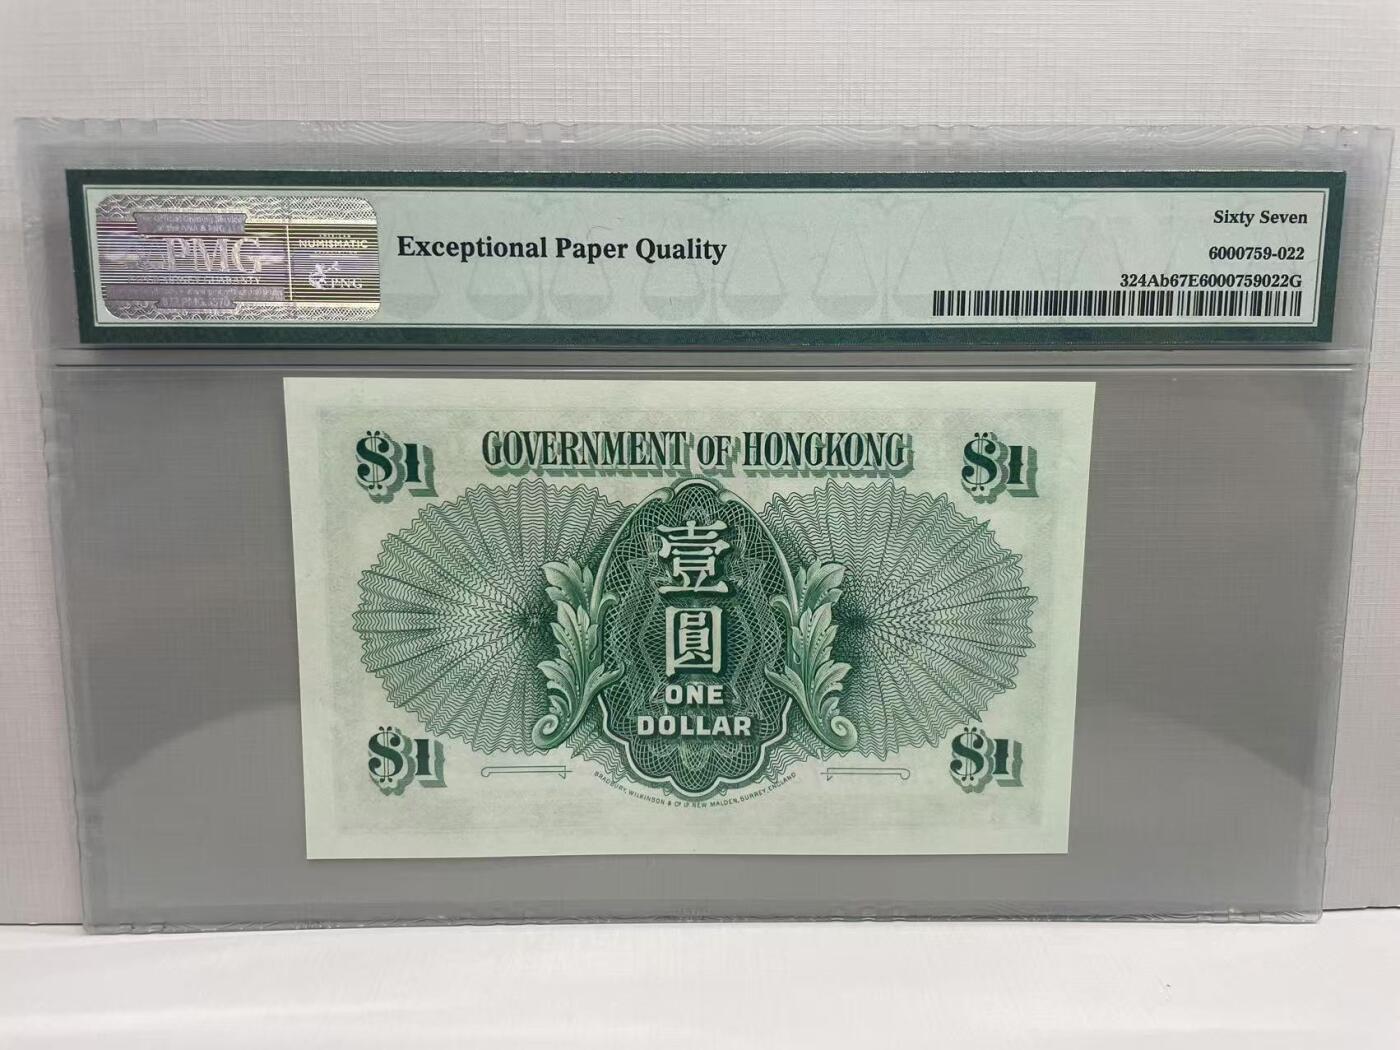 PMG
NUMISMATIC
PNG
Exceptional Paper Quality
Sixty Seven
6000759-022
324Ab67E6000759022G
$1
GOVERNMENT OF HONGKONG
$1
壹
圓
ONE
DOLLAR
$1
$1
BRADBURY, WILKINSON & Cº Lᴰ NEW MALDEN, SURREY, ENGLAND